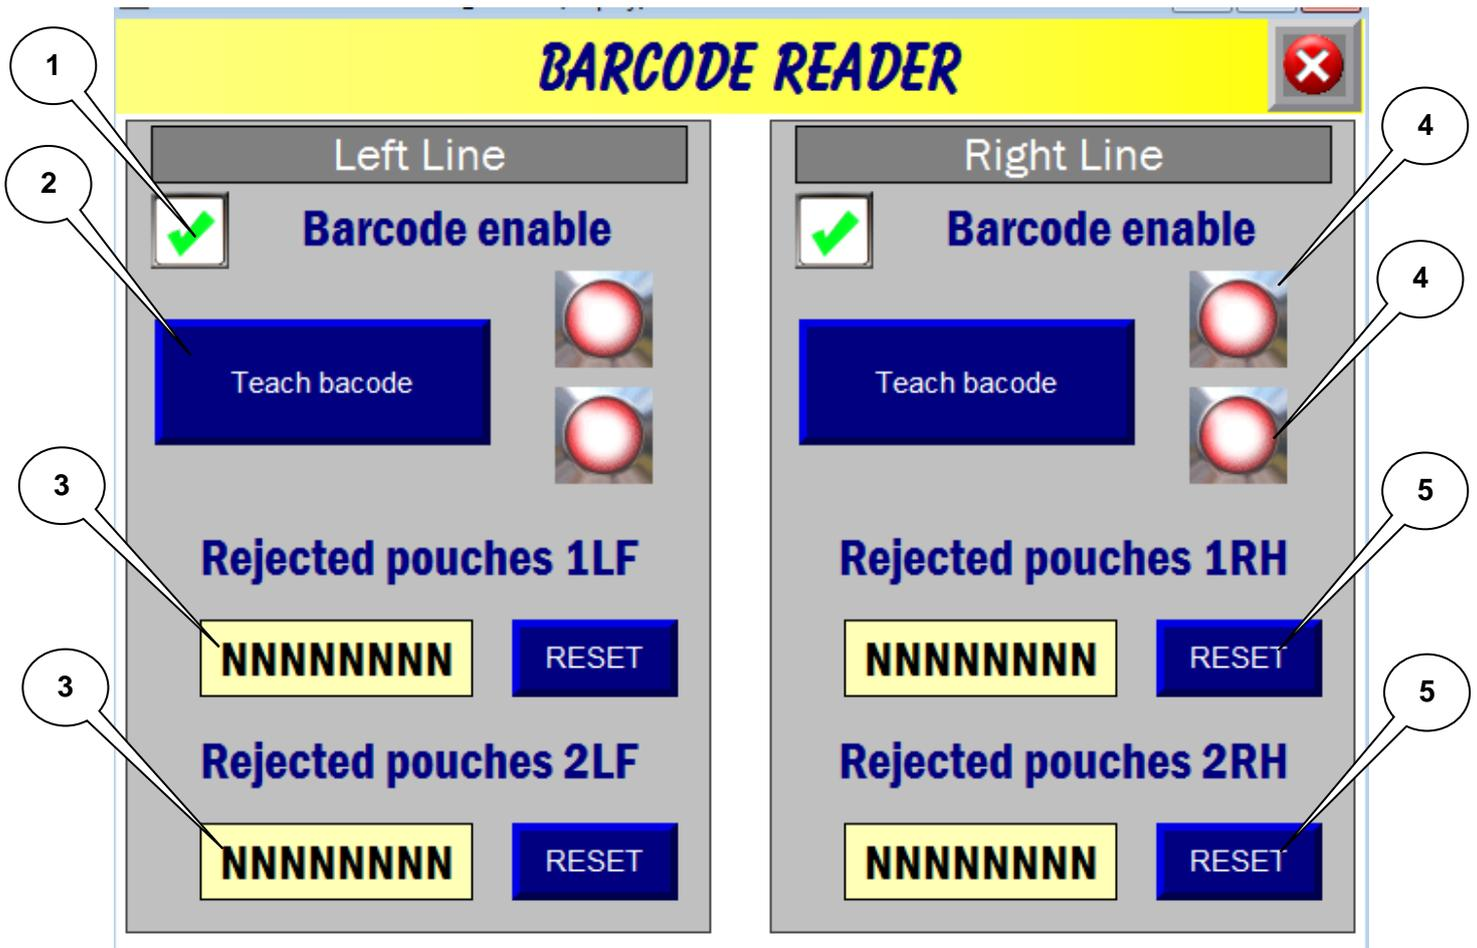 BARCODE READER
1
2
Left Line
Barcode enable
Teach bacode
3
Rejected pouches 1LF
NNNNNNNN RESET
3
Rejected pouches 2LF
NNNNNNNN RESET
Right Line
4
Barcode enable
4
Teach bacode
5
Rejected pouches 1RH
NNNNNNNN RESET
5
Rejected pouches 2RH
NNNNNNNN RESET